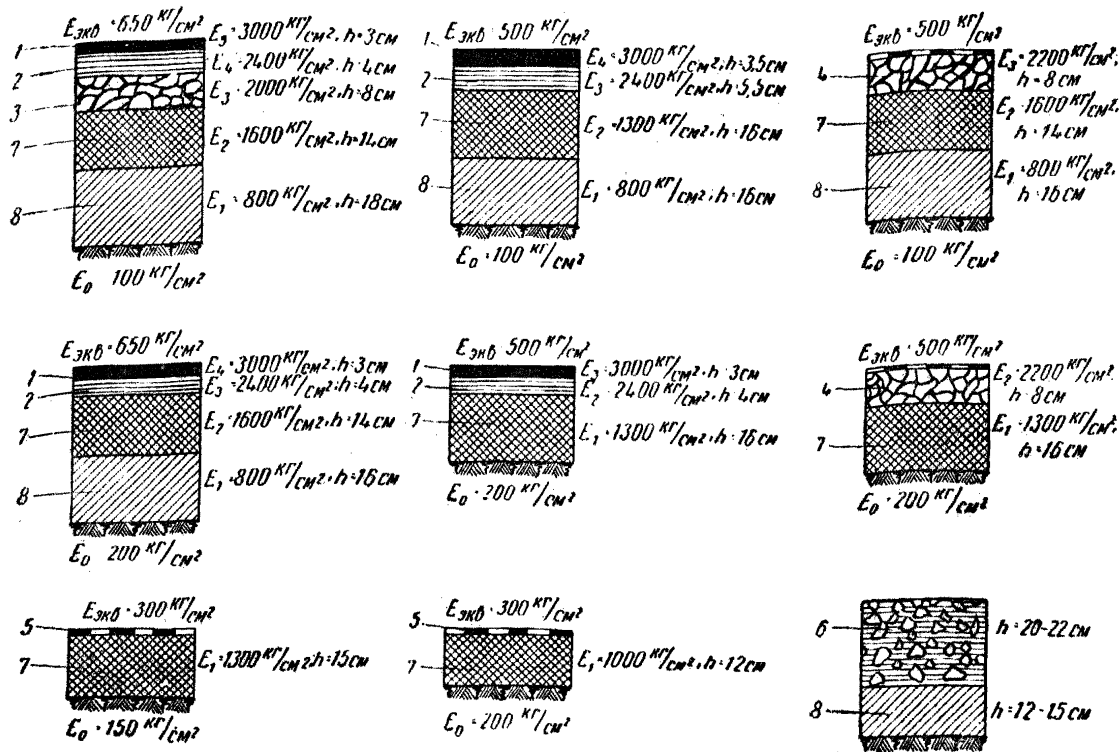 Eэкв = 650 кГ/см²
1
E5 = 3000 кГ/см², h = 3 см
2
E4 = 2400 кГ/см², h = 4 см
3
E3 = 2000 кГ/см², h = 8 см
7
E2 = 1600 кГ/см², h = 14 см
8
E1 = 800 кГ/см², h = 18 см
E0 100 кГ/см²
Eэкв 500 кГ/см²
1
E4 = 3000 кГ/см², h = 3,5 см
2
E3 = 2400 кГ/см², h = 5,5 см
7
E2 = 1300 кГ/см², h = 16 см
8
E1 = 800 кГ/см², h = 16 см
E0 = 100 кГ/см²
Eэкв = 500 кГ/см²
4
E3 = 2200 кГ/см²,
h = 8 см
7
E2 = 1600 кГ/см²,
h = 14 см
8
E1 = 800 кГ/см²,
h = 16 см
E0 = 100 кГ/см²
Eэкв = 650 кГ/см²
1
E4 = 3000 кГ/см², h = 3 см
2
E3 = 2400 кГ/см², h = 4 см
7
E2 = 1600 кГ/см², h = 14 см
8
E1 = 800 кГ/см², h = 16 см
E0 200 кГ/см²
Eэкв = 500 кГ/см²
1
E3 = 3000 кГ/см², h = 3 см
2
E2 = 2400 кГ/см², h = 4 см
7
E1 = 1300 кГ/см², h = 16 см
E0 = 200 кГ/см²
Eэкв = 500 кГ/см²
4
E2 = 2200 кГ/см²,
h = 8 см
7
E1 = 1300 кГ/см²,
h = 16 см
E0 = 200 кГ/см²
Eэкв = 300 кГ/см²
5
7
E1 = 1300 кГ/см², h = 15 см
E0 = 150 кГ/см²
Eэкв = 300 кГ/см²
5
7
E1 = 1000 кГ/см², h = 12 см
E0 = 200 кГ/см²
6
h = 20-22 см
8
h = 12-15 см